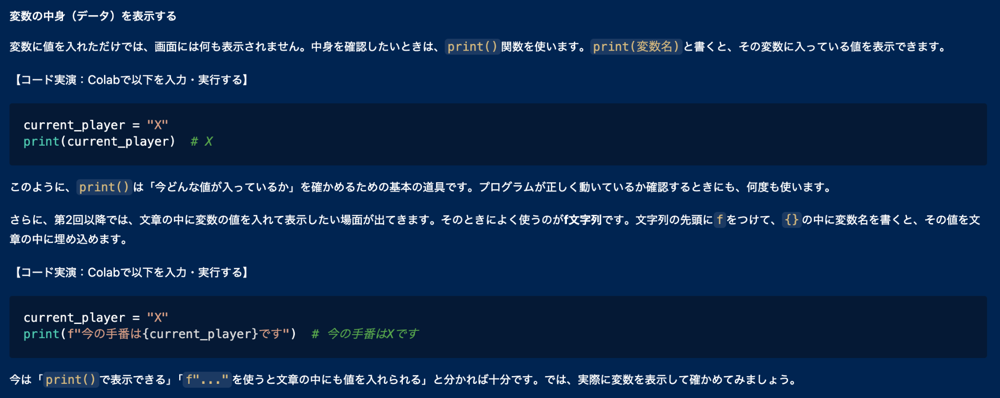 変数の中身（データ）を表示する
変数に値を入れただけでは、画面には何も表示されません。中身を確認したいときは、print()関数を使います。print(変数名)と書くと、その変数に入っている値を表示できます。
【コード実演：Colabで以下を入力・実行する】
current_player = "X"
print(current_player)  # X
このように、print()は「今どんな値が入っているか」を確かめるための基本の道具です。プログラムが正しく動いているか確認するときにも、何度も使います。
さらに、第2回以降では、文章の中に変数の値を入れて表示したい場面が出てきます。そのときによく使うのがf文字列です。文字列の先頭にfをつけて、{}の中に変数名を書くと、その値を文
章の中に埋め込めます。
【コード実演：Colabで以下を入力・実行する】
current_player = "X"
print(f"今の手番は{current_player}です")  # 今の手番はXです
今は「print()で表示できる」「f"..."を使うと文章の中にも値を入れられる」と分かれば十分です。では、実際に変数を表示して確かめてみましょう。